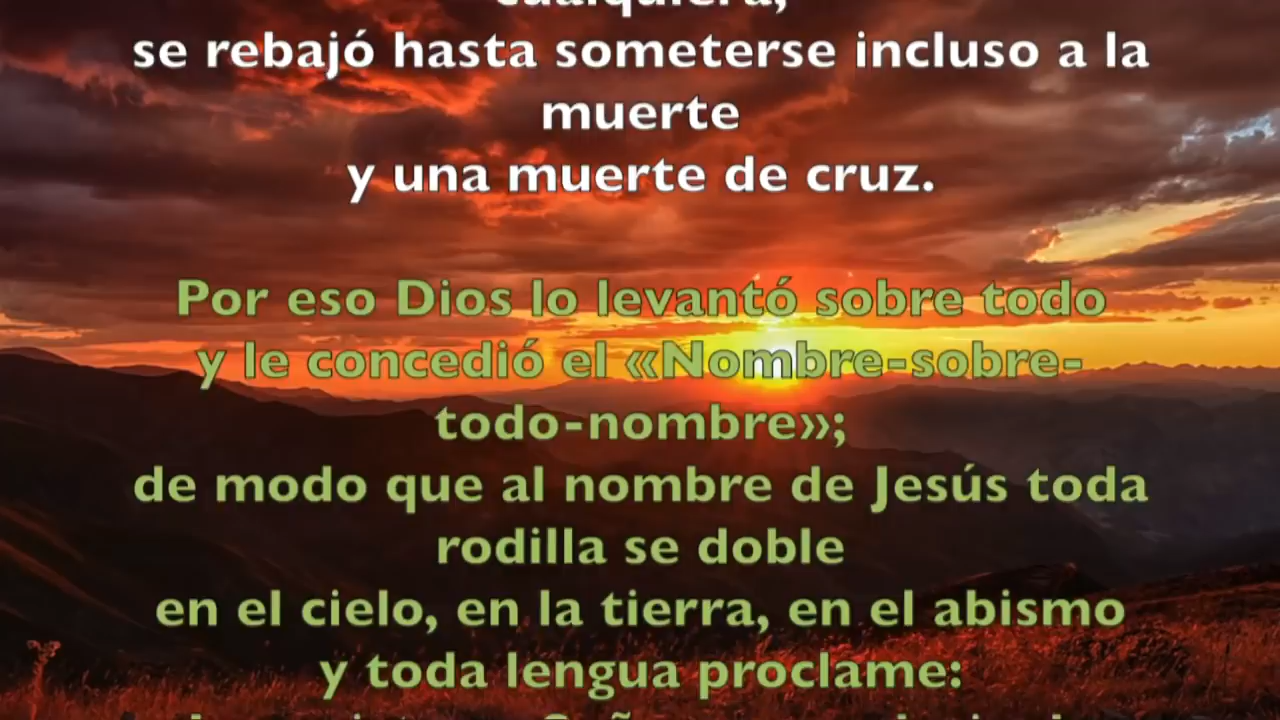 cualquiera,
se rebajó hasta someterse incluso a la
muerte
y una muerte de cruz.
Por eso Dios lo levantó sobre todo
y le concedió el «Nombre-sobre-
todo-nombre»;
de modo que al nombre de Jesús toda
rodilla se doble
en el cielo, en la tierra, en el abismo
y toda lengua proclame: